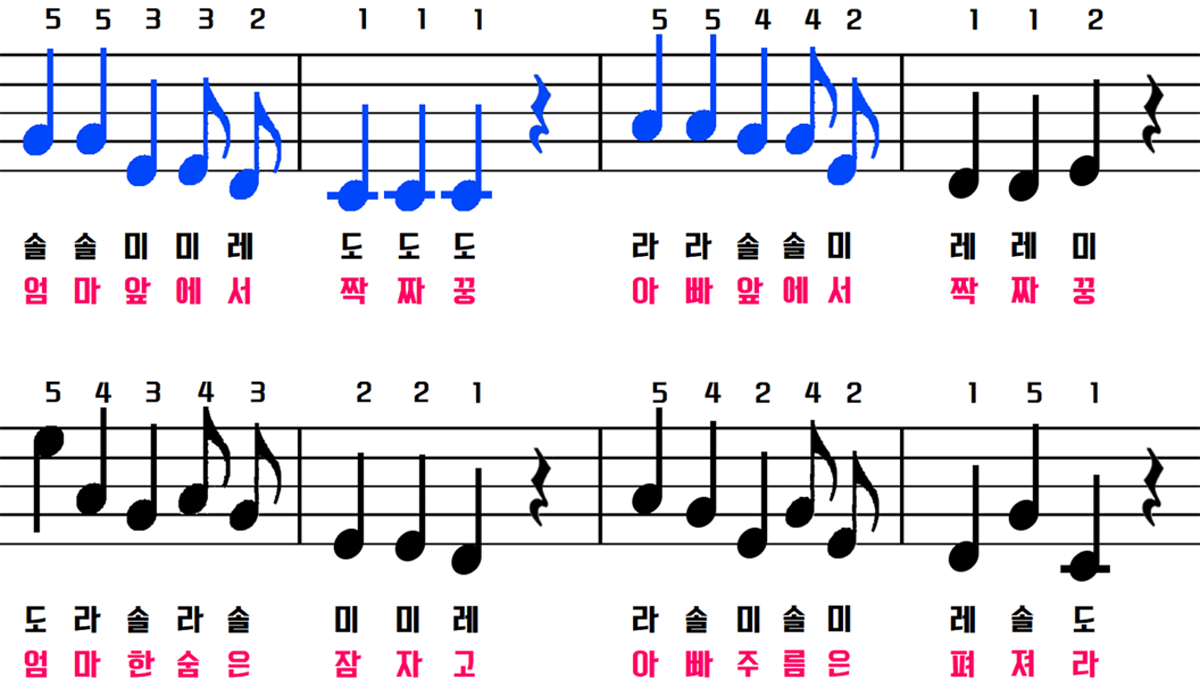 5 5 3 3 2 1 1 1 5 5 4 4 2 1 1 2
솔 솔 미 미 레 도 도 도 라 라 솔 솔 미 레 레 미
엄 마 앞 에 서 짝 짜 꿍 아 빠 앞 에 서 짝 짜 꿍
5 4 3 4 3 2 2 1 5 4 2 4 2 1 5 1
도 라 솔 라 솔 미 미 레 라 솔 미 솔 미 레 솔 도
엄 마 한 숨 은 잠 자 고 아 빠 주 름 은 펴 져 라